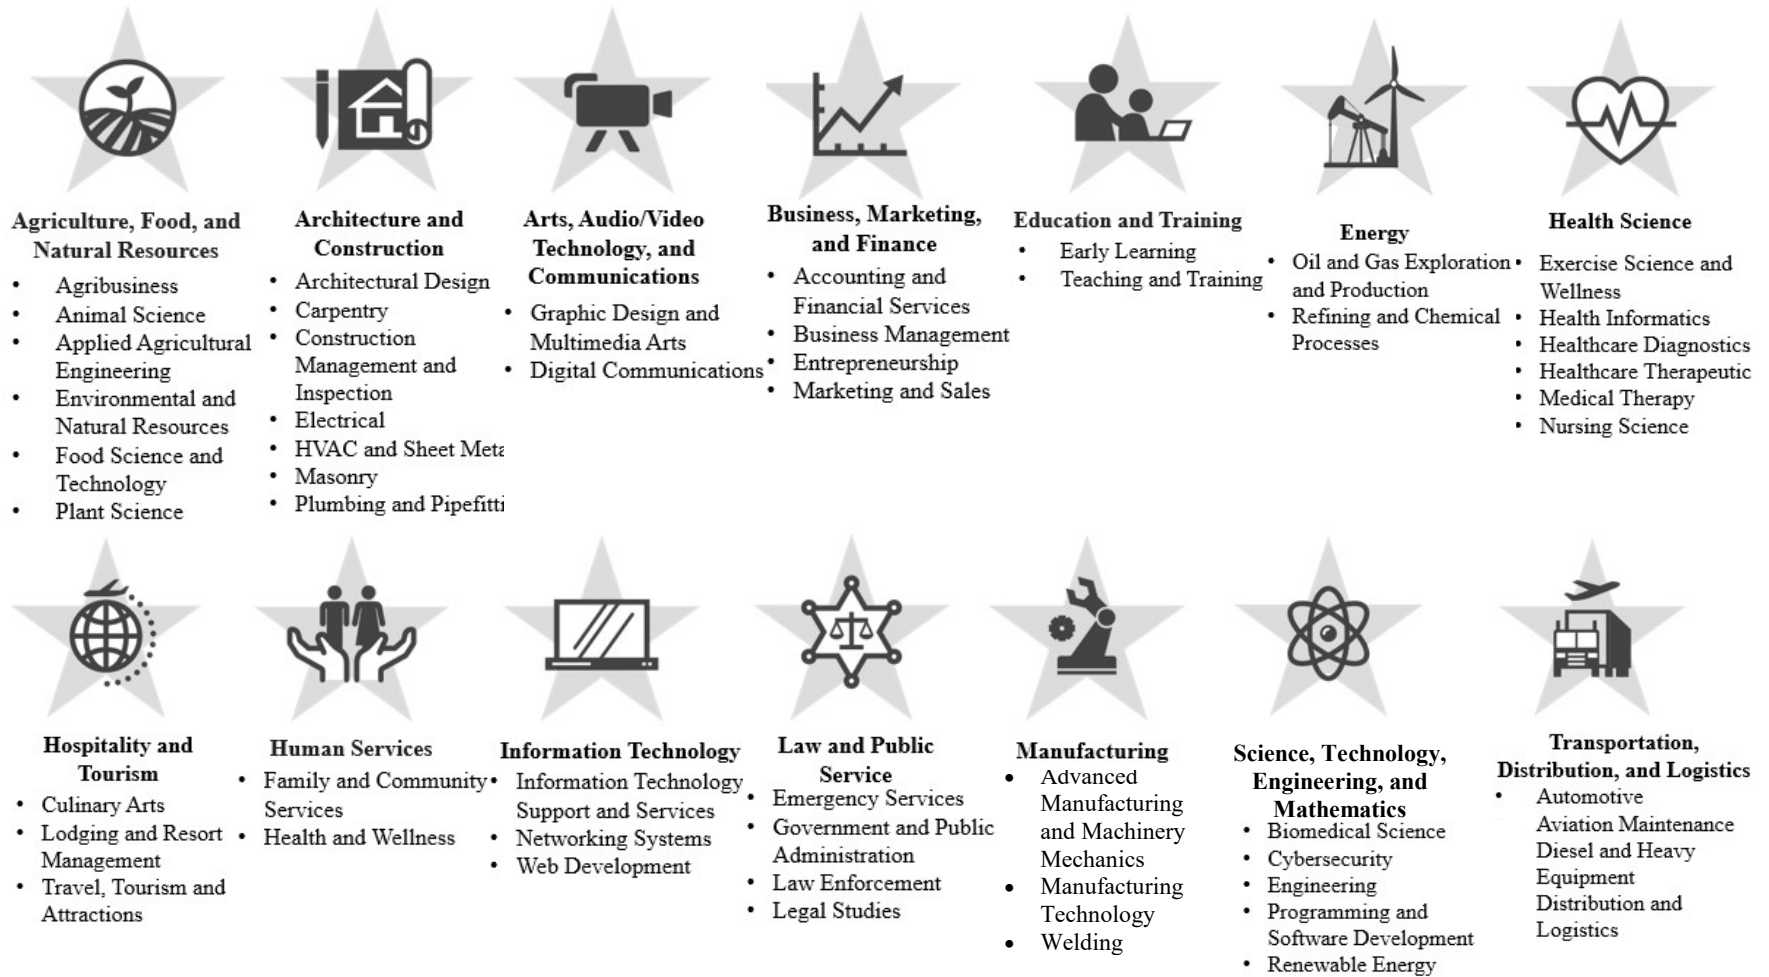 Agriculture, Food, and
Natural Resources
• Agribusiness
• Animal Science
• Applied Agricultural
Engineering
• Environmental and
Natural Resources
• Food Science and
Technology
• Plant Science
Architecture and
Construction
• Architectural Design
• Carpentry
• Construction
Management and
Inspection
• Electrical
• HVAC and Sheet Meta
• Masonry
• Plumbing and Pipefitti
Arts, Audio/Video
Technology, and
Communications
• Graphic Design and
Multimedia Arts
• Digital Communications
Business, Marketing,
and Finance
• Accounting and
Financial Services
• Business Management
• Entrepreneurship
• Marketing and Sales
Education and Training
• Early Learning
• Teaching and Training
Energy
• Oil and Gas Exploration
and Production
• Refining and Chemical
Processes
Health Science
• Exercise Science and
Wellness
• Health Informatics
• Healthcare Diagnostics
• Healthcare Therapeutic
• Medical Therapy
• Nursing Science
Hospitality and
Tourism
• Culinary Arts
• Lodging and Resort
Management
• Travel, Tourism and
Attractions
Human Services
• Family and Community
Services
• Health and Wellness
Information Technology
• Information Technology
Support and Services
• Networking Systems
• Web Development
Law and Public
Service
• Emergency Services
• Government and Public
Administration
• Law Enforcement
• Legal Studies
Manufacturing
• Advanced
Manufacturing
and Machinery
Mechanics
• Manufacturing
Technology
• Welding
Science, Technology,
Engineering, and
Mathematics
• Biomedical Science
• Cybersecurity
• Engineering
• Programming and
Software Development
• Renewable Energy
Transportation,
Distribution, and Logistics
• Automotive
Aviation Maintenance
Diesel and Heavy
Equipment
Distribution and
Logistics